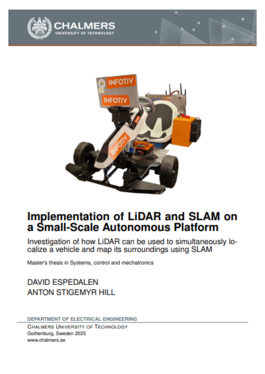 CHALMERS
UNIVERSITY OF TECHNOLOGY
INFOTIV
INFOTIV
INFOTIV
Implementation of LiDAR and SLAM on
a Small-Scale Autonomous Platform
Investigation of how LiDAR can be used to simultaneously lo-
calize a vehicle and map its surroundings using SLAM
Master's thesis in Systems, control and mechatronics
DAVID ESPEDALEN
ANTON STIGEMYR HILL
DEPARTMENT OF ELECTRICAL ENGINEERING
CHALMERS UNIVERSITY OF TECHNOLOGY
Gothenburg, Sweden 2025
www.chalmers.se